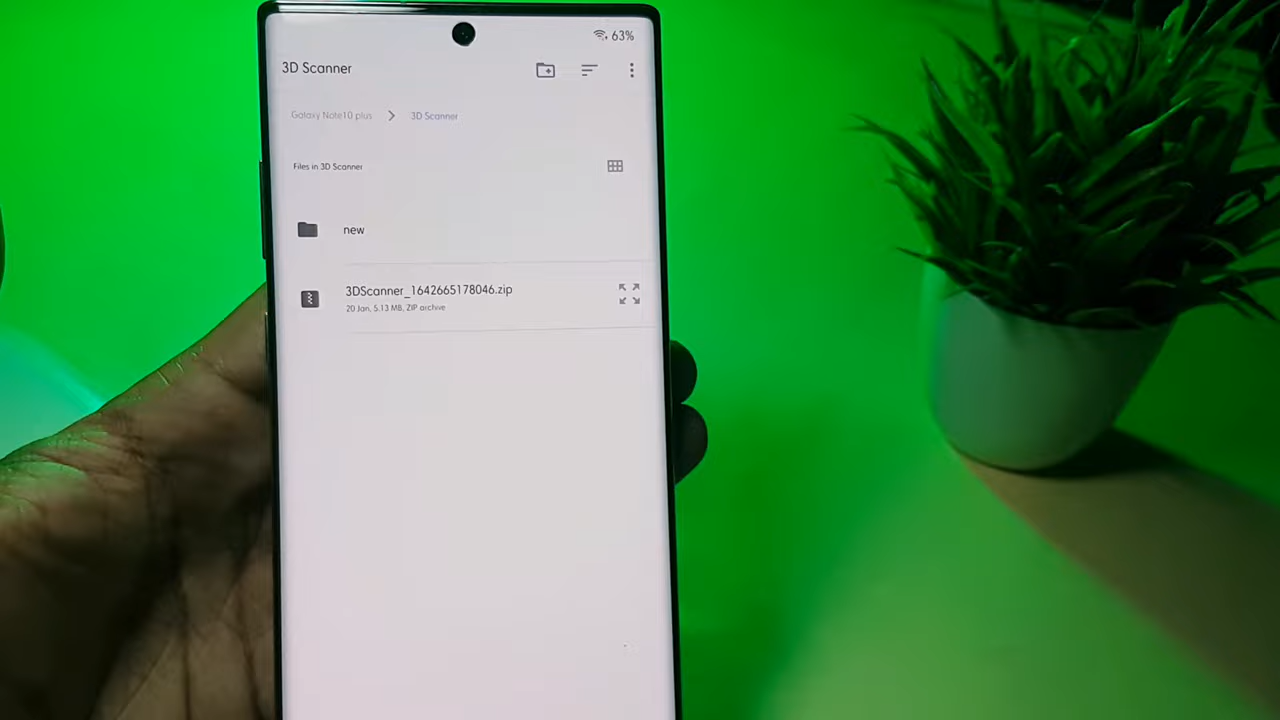 63%
3D Scanner
Galaxy Note10 plus > 3D Scanner
Files in 3D Scanner
new
3DScanner_1642665178046.zip
20 Jan, 5.13 MB, ZIP archive